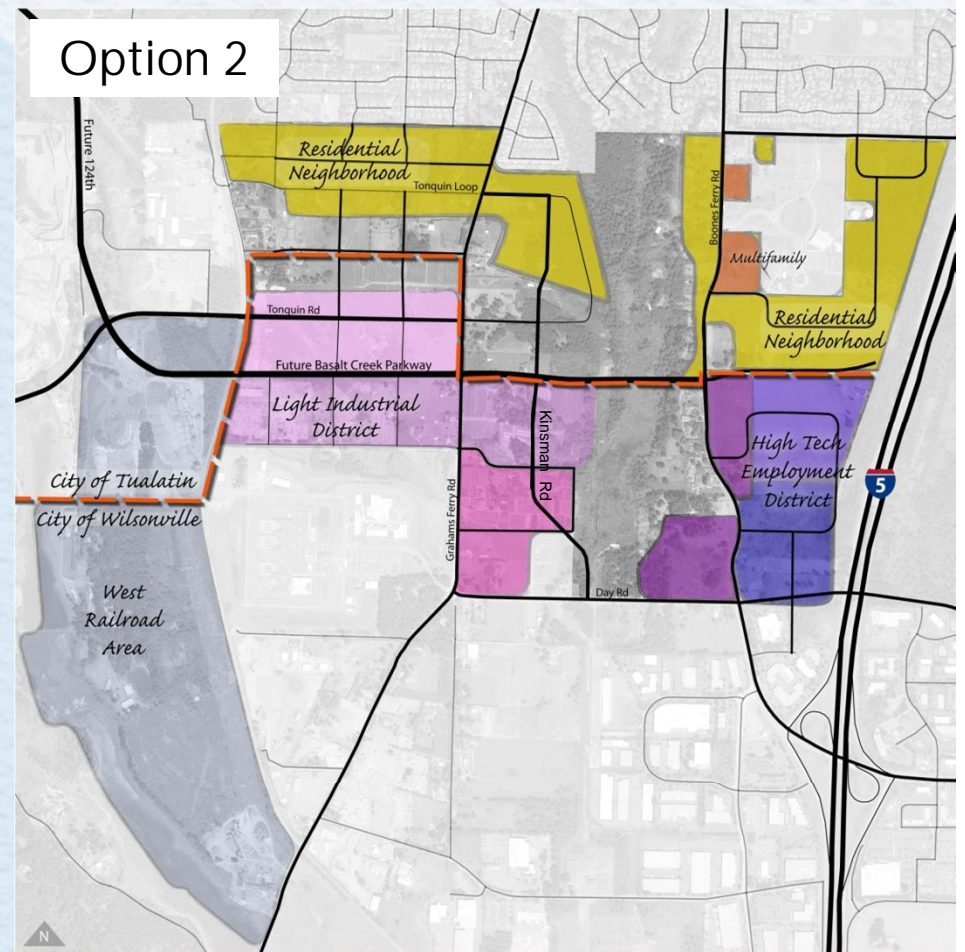 Option 2
Future 124th
Residential
Neighborhood
Tonquin Loop
Boones Ferry Rd
Multifamily
Residential
Neighborhood
Tonquin Rd
Future Basalt Creek Parkway
Light Industrial
District
Kinsman Rd
High Tech
Employment
District
5
City of Tualatin
City of Wilsonville
Grahams Ferry Rd
West
Railroad
Area
Day Rd
N